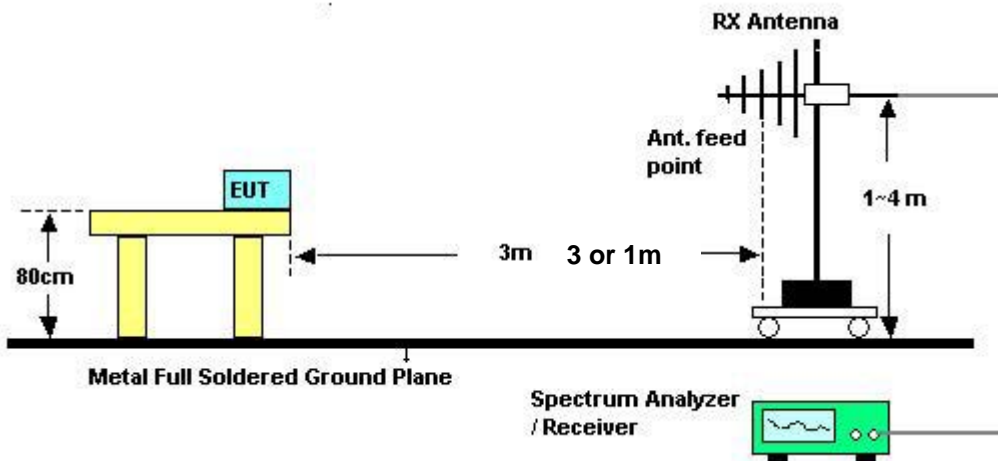 RX Antenna
Ant. feed
point
EUT
1~4 m
3m 3 or 1m
80cm
Metal Full Soldered Ground Plane
Spectrum Analyzer
/ Receiver